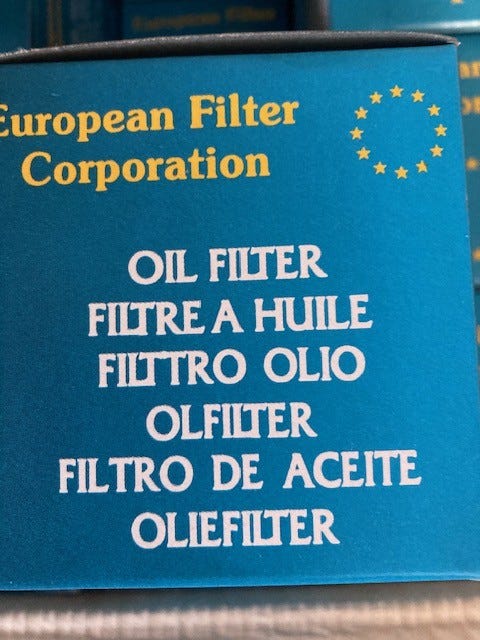 European Filter
Corporation
OIL FILTER
FILTRE A HUILE
FILTTRO OLIO
OLFILTER
FILTRO DE ACEITE
OLIEFILTER